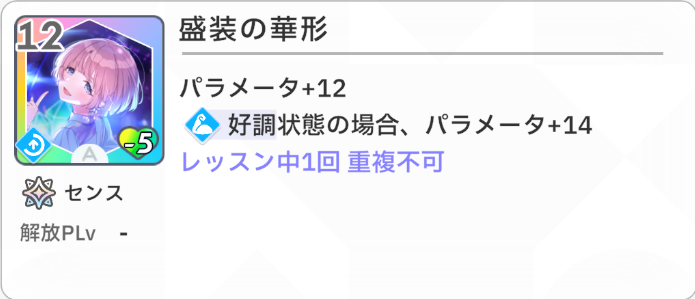 12
盛装の華形
パラメータ+12
好調状態の場合、パラメータ+14
レッスン中1回 重複不可
A
-5
センス
解放PLv -